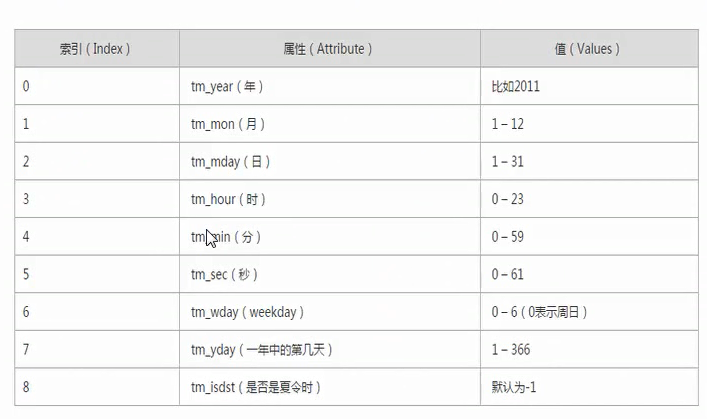 索引（Index） 属性（Attribute） 值（Values）
0 tm_year（年） 比如2011
1 tm_mon（月） 1 – 12
2 tm_mday（日） 1 – 31
3 tm_hour（时） 0 – 23
4 tm_min（分） 0 – 59
5 tm_sec（秒） 0 – 61
6 tm_wday（weekday） 0 – 6（0表示周日）
7 tm_yday（一年中的第几天） 1 – 366
8 tm_isdst（是否是夏令时） 默认为-1